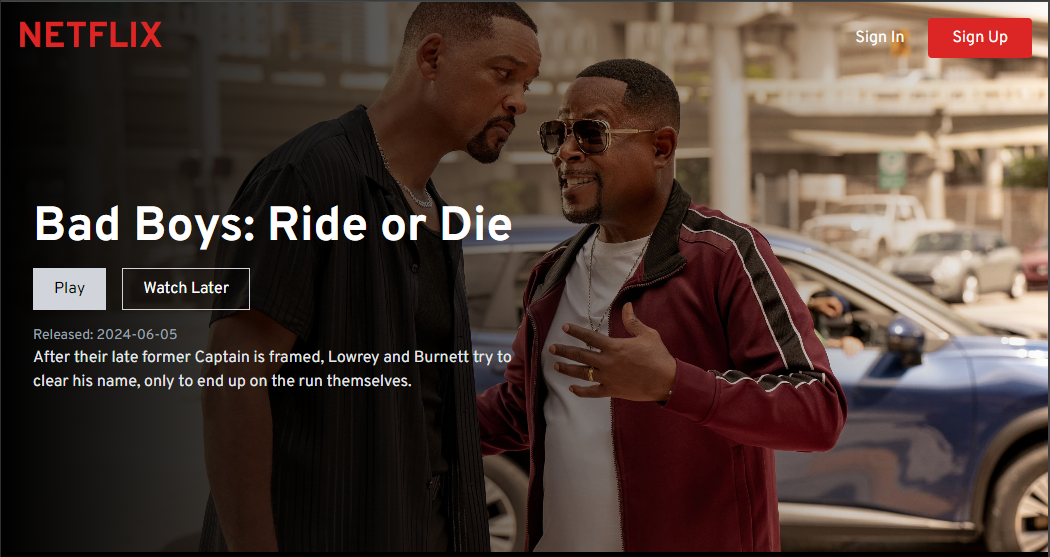 NETFLIX
Sign In
Sign Up
Bad Boys: Ride or Die
Play
Watch Later
Released: 2024-06-05
After their late former Captain is framed, Lowrey and Burnett try to
clear his name, only to end up on the run themselves.